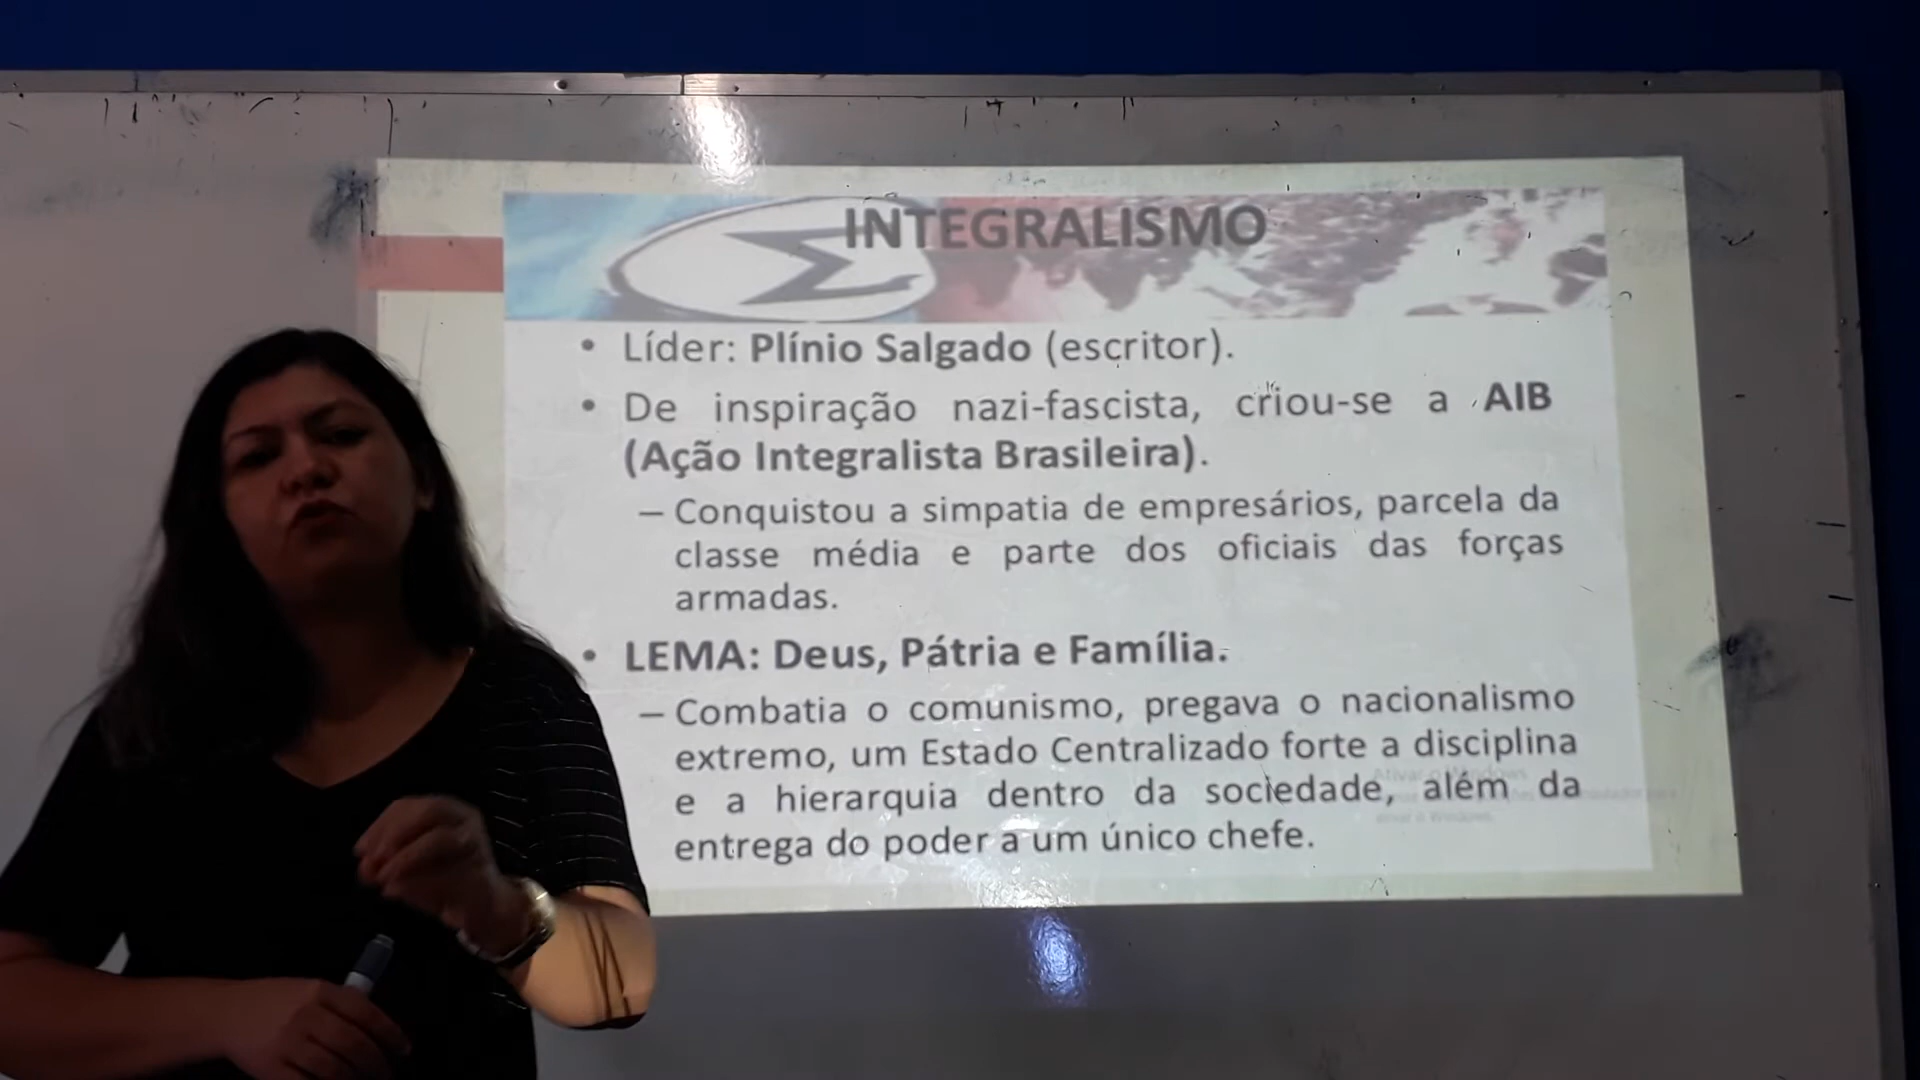 INTEGRALISMO
• Líder: Plínio Salgado (escritor).
• De inspiração nazi-fascista, criou-se a AIB
(Ação Integralista Brasileira).
– Conquistou a simpatia de empresários, parcela da
classe média e parte dos oficiais das forças
armadas.
• LEMA: Deus, Pátria e Família.
– Combatia o comunismo, pregava o nacionalismo
extremo, um Estado Centralizado forte a disciplina
e a hierarquia dentro da sociedade, além da
entrega do poder a um único chefe.
Ativar o Windows